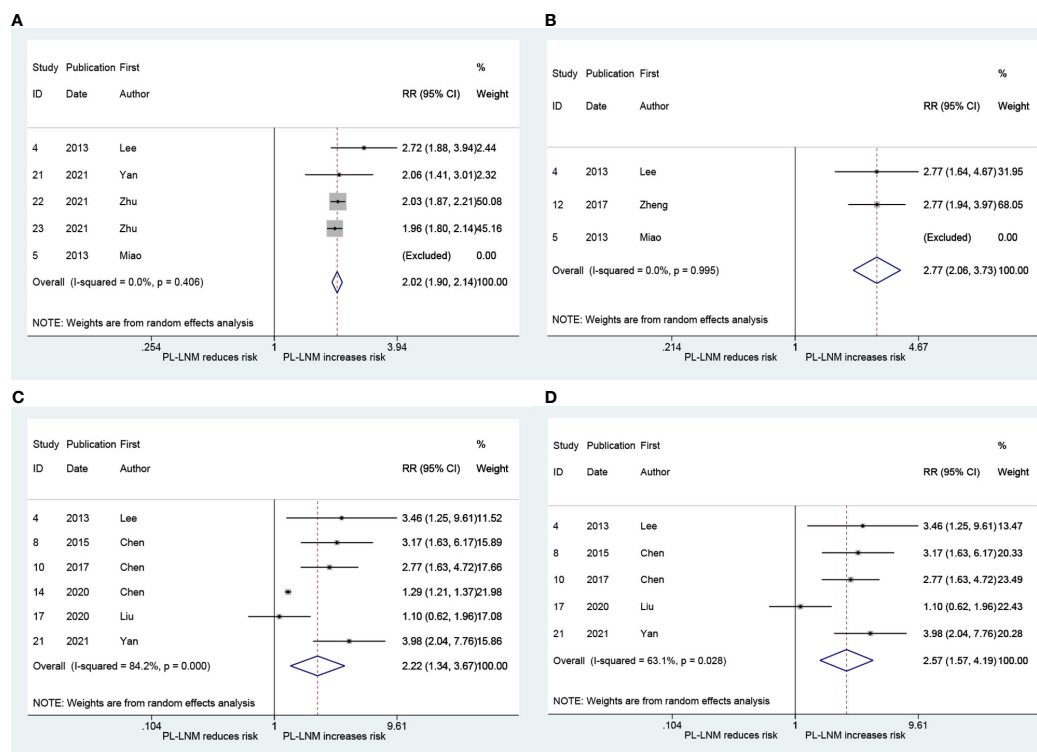 A
Study Publication First %
ID Date Author RR (95% CI) Weight
4 2013 Lee 2.72 (1.88, 3.94)2.44
21 2021 Yan 2.06 (1.41, 3.01)2.32
22 2021 Zhu 2.03 (1.87, 2.21)50.08
23 2021 Zhu 1.96 (1.80, 2.14)45.16
5 2013 Miao (Excluded) 0.00
Overall (I-squared = 0.0%, p = 0.406) 2.02 (1.90, 2.14)100.00
NOTE: Weights are from random effects analysis
.254 1 3.94
PL-LNM reduces risk PL-LNM increases risk
B
Study Publication First %
ID Date Author RR (95% CI) Weight
4 2013 Lee 2.77 (1.64, 4.67)31.95
12 2017 Zheng 2.77 (1.94, 3.97)68.05
5 2013 Miao (Excluded) 0.00
Overall (I-squared = 0.0%, p = 0.995) 2.77 (2.06, 3.73)100.00
NOTE: Weights are from random effects analysis
.214 1 4.67
PL-LNM reduces risk PL-LNM increases risk
C
Study Publication First %
ID Date Author RR (95% CI) Weight
4 2013 Lee 3.46 (1.25, 9.61)11.52
8 2015 Chen 3.17 (1.63, 6.17)15.89
10 2017 Chen 2.77 (1.63, 4.72)17.66
14 2020 Chen 1.29 (1.21, 1.37)21.98
17 2020 Liu 1.10 (0.62, 1.96)17.08
21 2021 Yan 3.98 (2.04, 7.76)15.86
Overall (I-squared = 84.2%, p = 0.000) 2.22 (1.34, 3.67)100.00
NOTE: Weights are from random effects analysis
.104 1 9.61
PL-LNM reduces risk PL-LNM increases risk
D
Study Publication First %
ID Date Author RR (95% CI) Weight
4 2013 Lee 3.46 (1.25, 9.61)13.47
8 2015 Chen 3.17 (1.63, 6.17)20.33
10 2017 Chen 2.77 (1.63, 4.72)23.49
17 2020 Liu 1.10 (0.62, 1.96)22.43
21 2021 Yan 3.98 (2.04, 7.76)20.28
Overall (I-squared = 63.1%, p = 0.028) 2.57 (1.57, 4.19)100.00
NOTE: Weights are from random effects analysis
.104 1 9.61
PL-LNM reduces risk PL-LNM increases risk